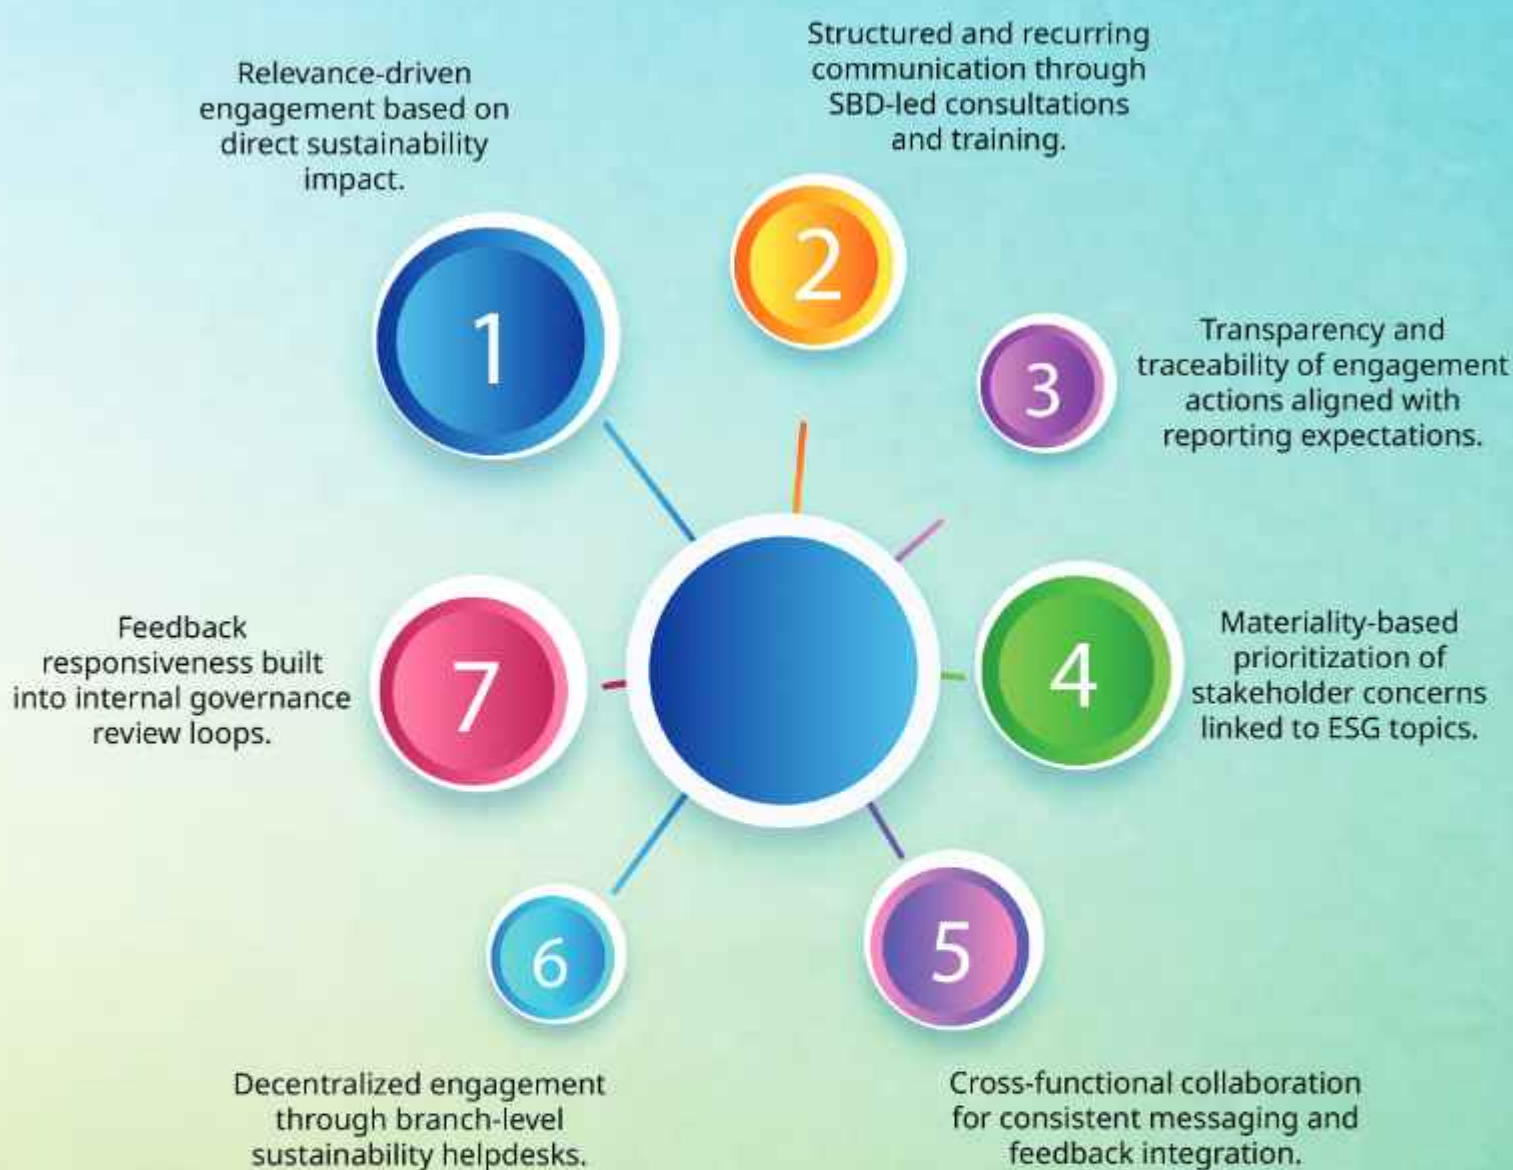 Relevance-driven
engagement based on
direct sustainability
impact.
1
Structured and recurring
communication through
SBD-led consultations
and training.
2
Transparency and
traceability of engagement
actions aligned with
reporting expectations.
3
Materiality-based
prioritization of
stakeholder concerns
linked to ESG topics.
4
Cross-functional collaboration
for consistent messaging and
feedback integration.
5
Decentralized engagement
through branch-level
sustainability helpdesks.
6
Feedback
responsiveness built
into internal governance
review loops.
7